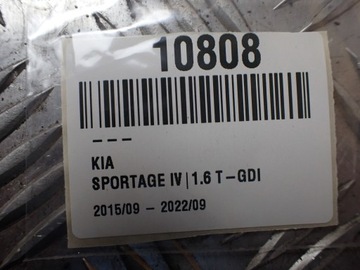 10808
---
KIA
SPORTAGE IV|1.6 T-GDI
2015/09 - 2022/09